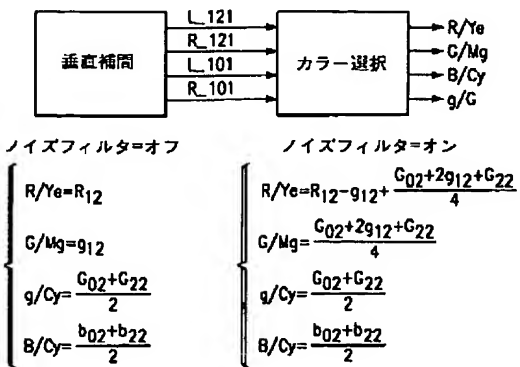 L_121
R_121
L_101
R_101
垂直補間
カラー選択
R/Ye
G/Mg
B/Cy
g/G
ノイズフィルタ=オフ
R/Ye=R12
G/Mg=g12
g/Cy=G02+G22/2
B/Cy=b02+b22/2
ノイズフィルタ=オン
R/Ye=R12-g12+G02+2g12+G22/4
G/Mg=G02+2g12+G22/4
g/Cy=G02+G22/2
B/Cy=b02+b22/2